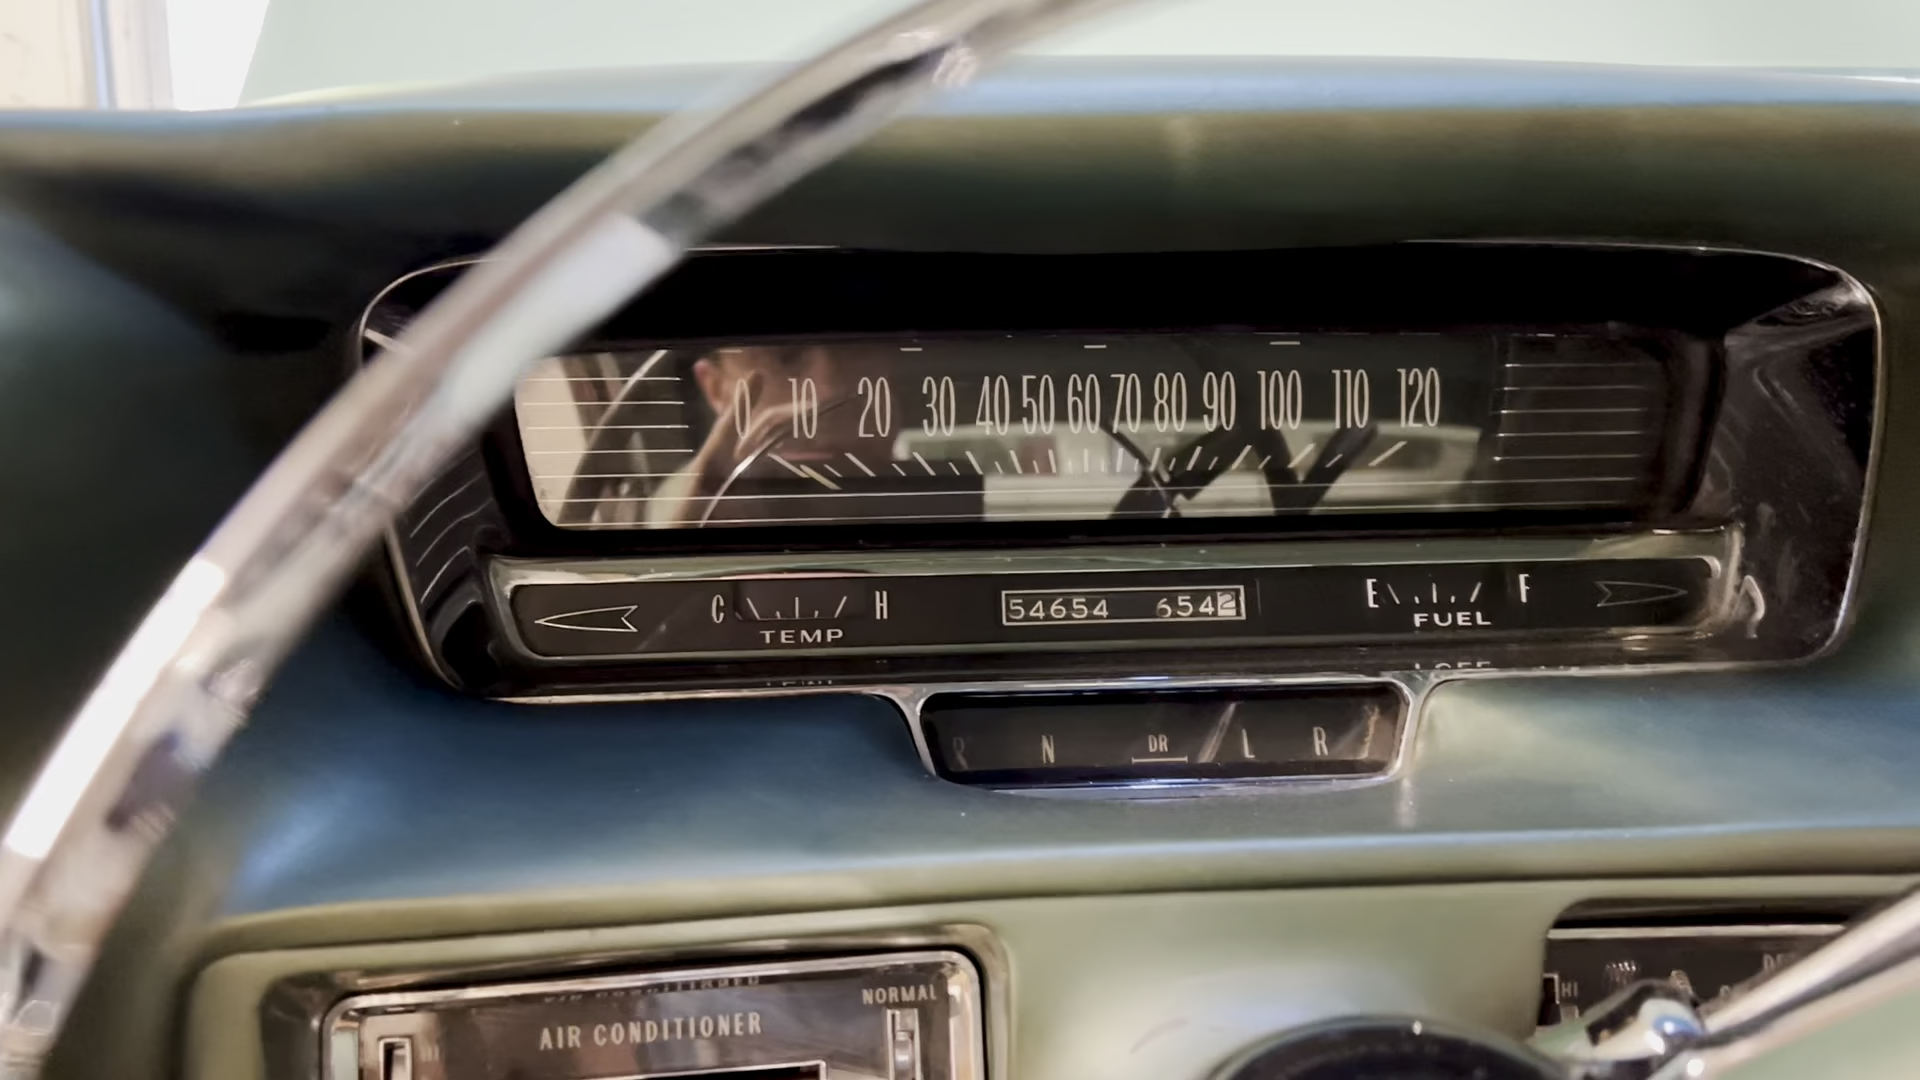 0 10 20 30 40 50 60 70 80 90 100 110 120
C H 54654 6542 E F
TEMP FUEL
N DR L R
NORMAL
AIR CONDITIONER
HI HI